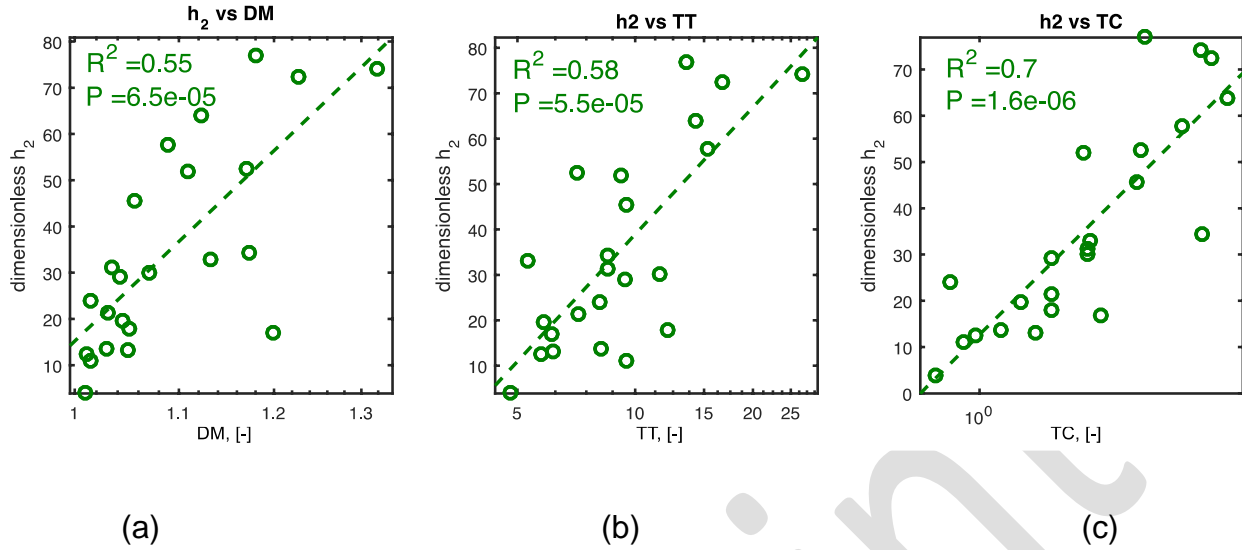 h₂ vs DM
R² =0.55
P =6.5e-05
dimensionless h₂
80
70
60
50
40
30
20
10
1 1.1 1.2 1.3
DM, [-]
(a)
h2 vs TT
R² =0.58
P =5.5e-05
dimensionless h₂
80
70
60
50
40
30
20
10
5 10 15 20 25
TT, [-]
(b)
h2 vs TC
R² =0.7
P =1.6e-06
dimensionless h₂
70
60
50
40
30
20
10
0
10⁰
TC, [-]
(c)